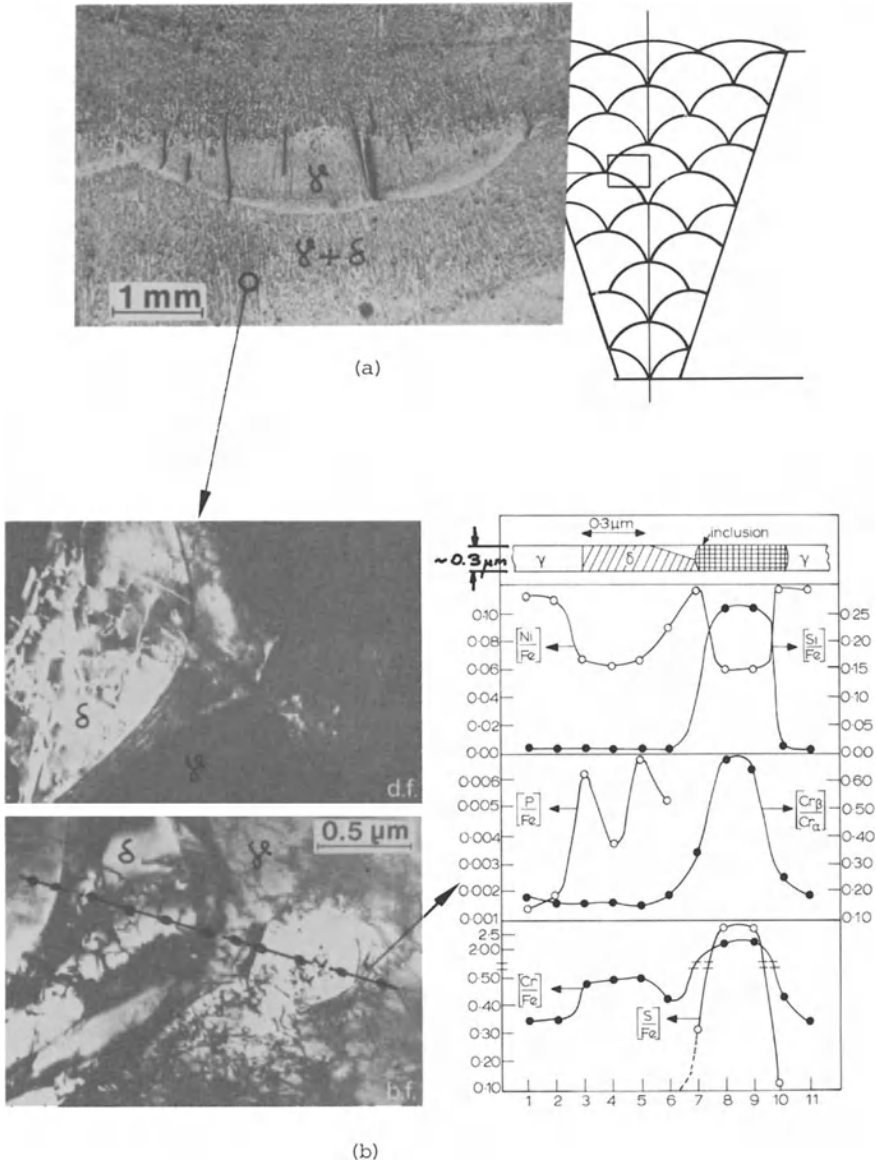 γ
γ + δ
1 mm
(a)
δ
γ
d.f.
δ
γ
0.5 μm
b.f.
0·3μm
inclusion
~0.3μm
γ
δ
γ
0·10
0·08
0·06
0·04
0·02
0·00
[Ni/Fe]
[Si/Fe]
0·25
0·20
0·15
0·10
0·05
0·00
0·006
0·005
0·004
0·003
0·002
0·001
[P/Fe]
[Crβ/Crα]
0·60
0·50
0·40
0·30
0·20
0·10
2·5
2·00
0·50
0·40
0·30
0·20
0·10
[Cr/Fe]
[S/Fe]
1 2 3 4 5 6 7 8 9 10 11
(b)